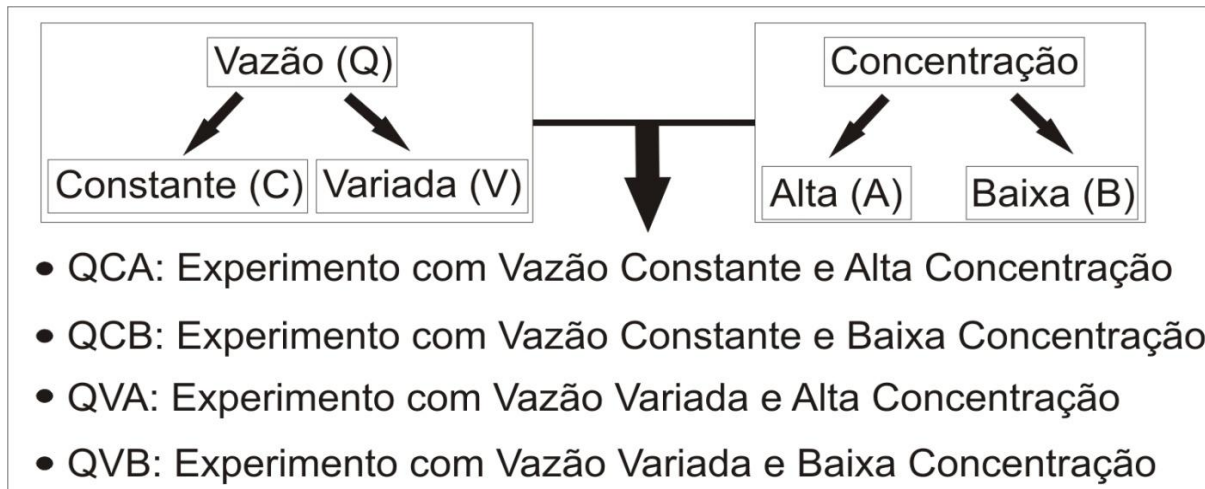 Vazão (Q)
Constante (C)
Variada (V)
Concentração
Alta (A)
Baixa (B)
• QCA: Experimento com Vazão Constante e Alta Concentração
• QCB: Experimento com Vazão Constante e Baixa Concentração
• QVA: Experimento com Vazão Variada e Alta Concentração
• QVB: Experimento com Vazão Variada e Baixa Concentração